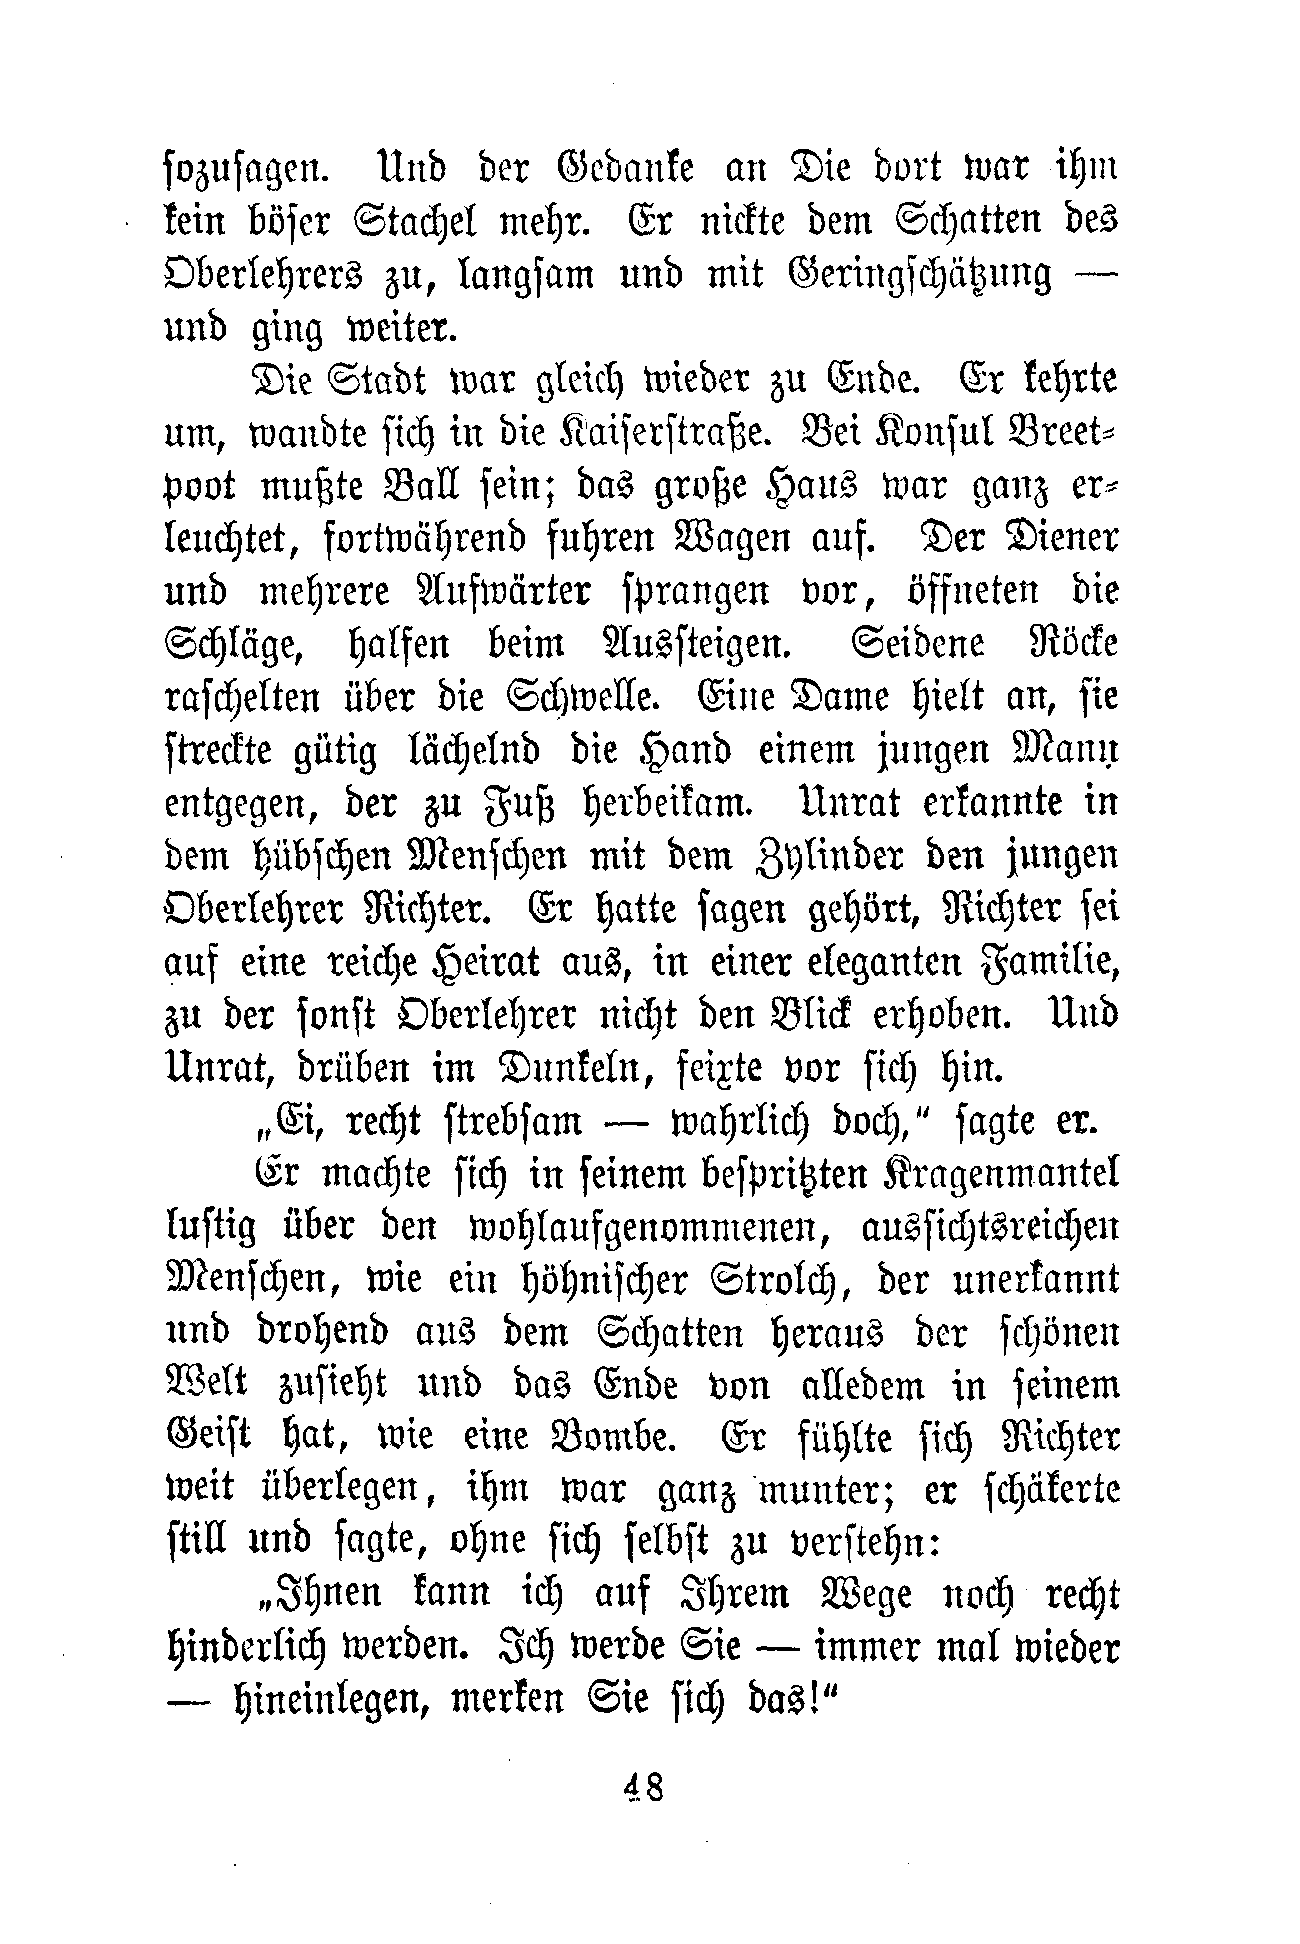 sozusagen. Und der Gedanke an Die dort war ihm
kein böser Stachel mehr. Er nickte dem Schatten des
Oberlehrers zu, langsam und mit Geringschätzung —
und ging weiter.
Die Stadt war gleich wieder zu Ende. Er kehrte
um, wandte sich in die Kaiserstraße. Bei Konsul Breet-
poot mußte Ball sein; das große Haus war ganz er-
leuchtet, fortwährend fuhren Wagen auf. Der Diener
und mehrere Aufwärter sprangen vor, öffneten die
Schläge, halfen beim Aussteigen. Seidene Röcke
raschelten über die Schwelle. Eine Dame hielt an, sie
streckte gütig lächelnd die Hand einem jungen Mann
entgegen, der zu Fuß herbeikam. Unrat erkannte in
dem hübschen Menschen mit dem Zylinder den jungen
Oberlehrer Richter. Er hatte sagen gehört, Richter sei
auf eine reiche Heirat aus, in einer eleganten Familie,
zu der sonst Oberlehrer nicht den Blick erhoben. Und
Unrat, drüben im Dunkeln, feixte vor sich hin.
„Ei, recht strebsam — wahrlich doch,“ sagte er.
Er machte sich in seinem bespritzten Kragenmantel
lustig über den wohlaufgenommenen, aussichtsreichen
Menschen, wie ein höhnischer Strolch, der unerkannt
und drohend aus dem Schatten heraus der schönen
Welt zusieht und das Ende von alledem in seinem
Geist hat, wie eine Bombe. Er fühlte sich Richter
weit überlegen, ihm war ganz munter; er schäkerte
still und sagte, ohne sich selbst zu verstehn:
„Ihnen kann ich auf Ihrem Wege noch recht
hinderlich werden. Ich werde Sie — immer mal wieder
— hineinlegen, merken Sie sich das!“
48